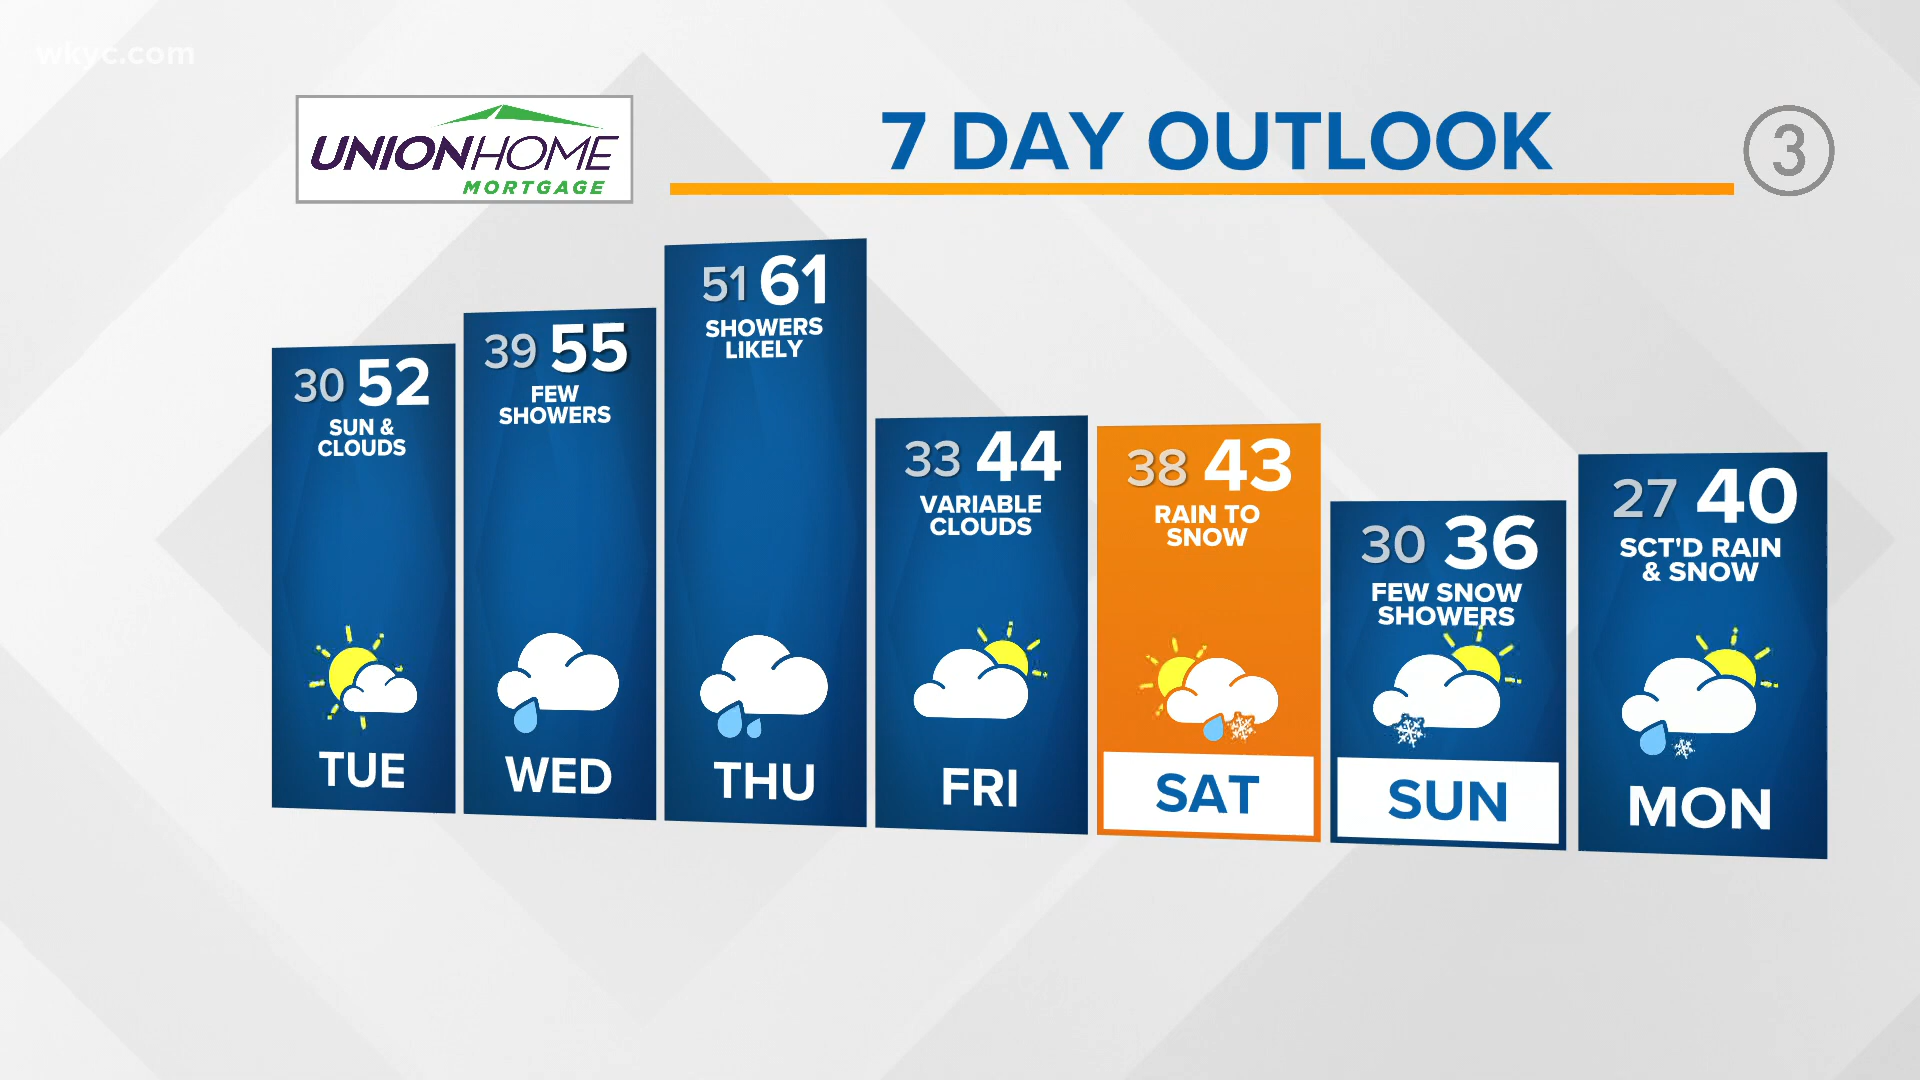 wkyc.com
UNIONHOME
MORTGAGE
7 DAY OUTLOOK
3
30 52
SUN &
CLOUDS
TUE
39 55
FEW
SHOWERS
WED
51 61
SHOWERS
LIKELY
THU
33 44
VARIABLE
CLOUDS
FRI
38 43
RAIN TO
SNOW
SAT
30 36
FEW SNOW
SHOWERS
SUN
27 40
SCT'D RAIN
& SNOW
MON